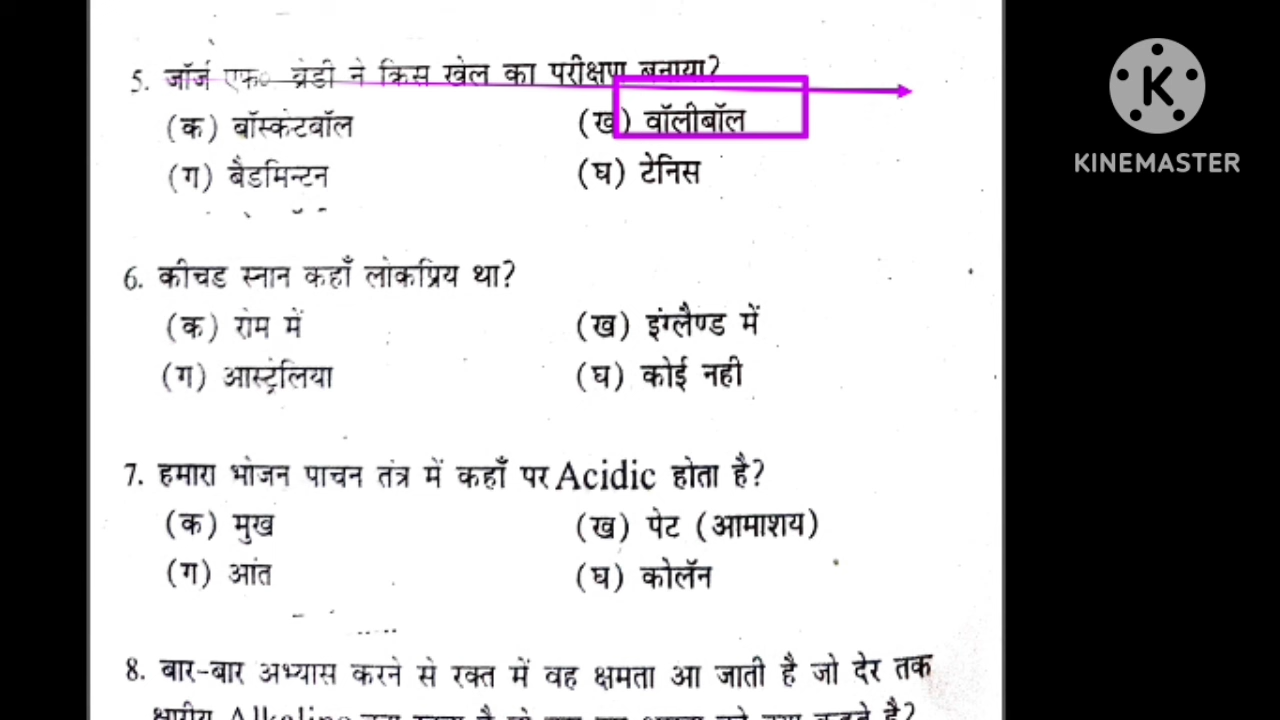 5. जॉर्ज एफ० ब्रेडी ने किस खेल का परीक्षण बनाया?
(क) बॉस्केटबॉल (ख) वॉलीबॉल
(ग) बैडमिन्टन (घ) टेनिस
6. कीचड स्नान कहाँ लोकप्रिय था?
(क) रोम में (ख) इंग्लैण्ड में
(ग) आस्ट्रेलिया (घ) कोई नही
7. हमारा भोजन पाचन तंत्र में कहाँ पर Acidic होता है?
(क) मुख (ख) पेट (आमाशय)
(ग) आंत (घ) कोलॅन
8. बार-बार अभ्यास करने से रक्त में वह क्षमता आ जाती है जो देर तक
क्षारीय Alkaline
K
KINEMASTER